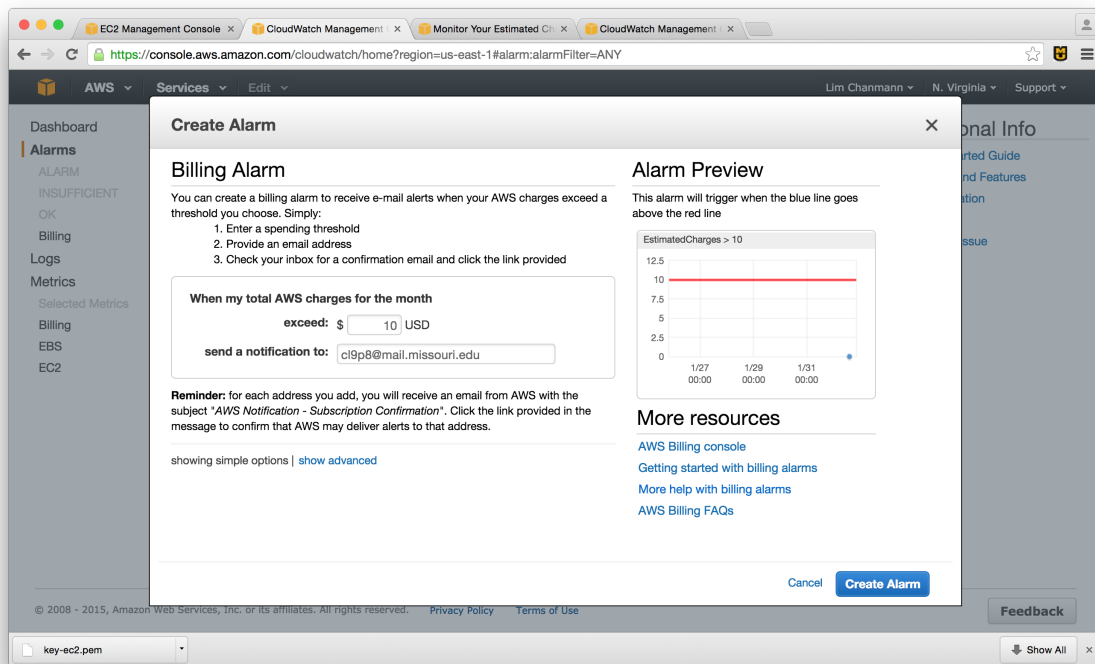 EC2 Management Console
CloudWatch Management
Monitor Your Estimated Ch
CloudWatch Management
https://console.aws.amazon.com/cloudwatch/home?region=us-east-1#alarm:alarmFilter=ANY
AWS
Services
Edit
Lim Chanmann
N. Virginia
Support
Dashboard
Alarms
ALARM
INSUFFICIENT
OK
Billing
Logs
Metrics
Selected Metrics
Billing
EBS
EC2
Create Alarm
Billing Alarm
You can create a billing alarm to receive e-mail alerts when your AWS charges exceed a
threshold you choose. Simply:
1. Enter a spending threshold
2. Provide an email address
3. Check your inbox for a confirmation email and click the link provided
When my total AWS charges for the month
exceed: $ 10 USD
send a notification to: cl9p8@mail.missouri.edu
Reminder: for each address you add, you will receive an email from AWS with the
subject "AWS Notification - Subscription Confirmation". Click the link provided in the
message to confirm that AWS may deliver alerts to that address.
showing simple options | show advanced
Alarm Preview
This alarm will trigger when the blue line goes
above the red line
EstimatedCharges > 10
12.5
10
7.5
5
2.5
0
1/27 1/29 1/31
00:00 00:00 00:00
More resources
AWS Billing console
Getting started with billing alarms
More help with billing alarms
AWS Billing FAQs
Cancel
Create Alarm
onal Info
rted Guide
nd Features
ation
ssue
© 2008 - 2015, Amazon Web Services, Inc. or its affiliates. All rights reserved. Privacy Policy Terms of Use
Feedback
key-ec2.pem
Show All